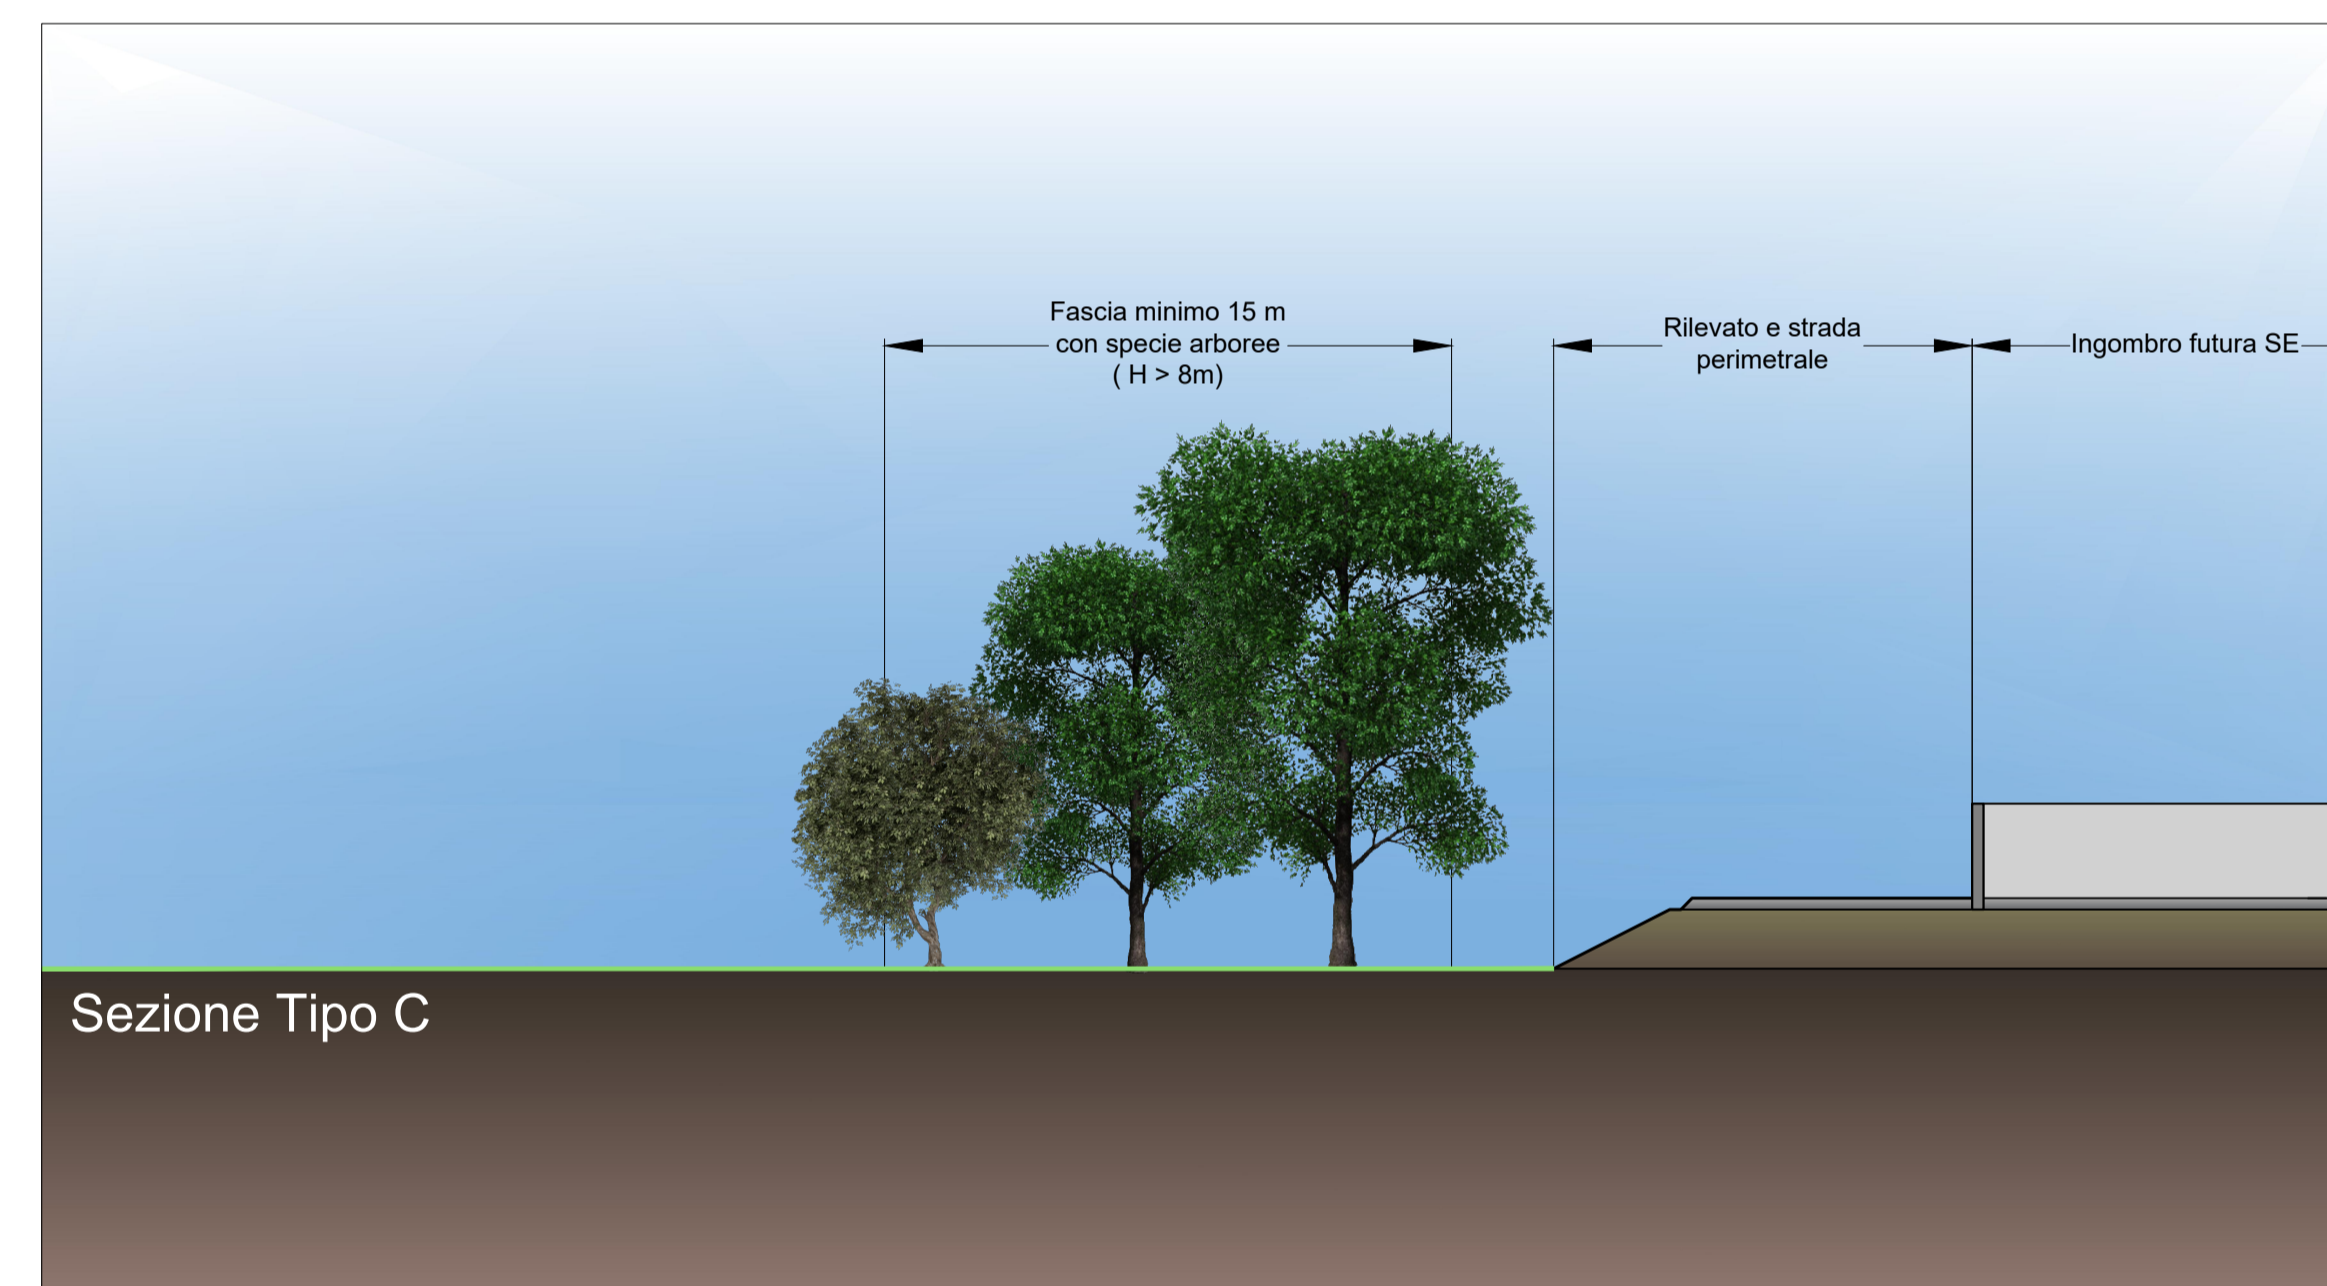 Fascia minimo 15 m
con specie arboree
( H > 8m)
Rilevato e strada
perimetrale
Ingombro futura SE
Sezione Tipo C